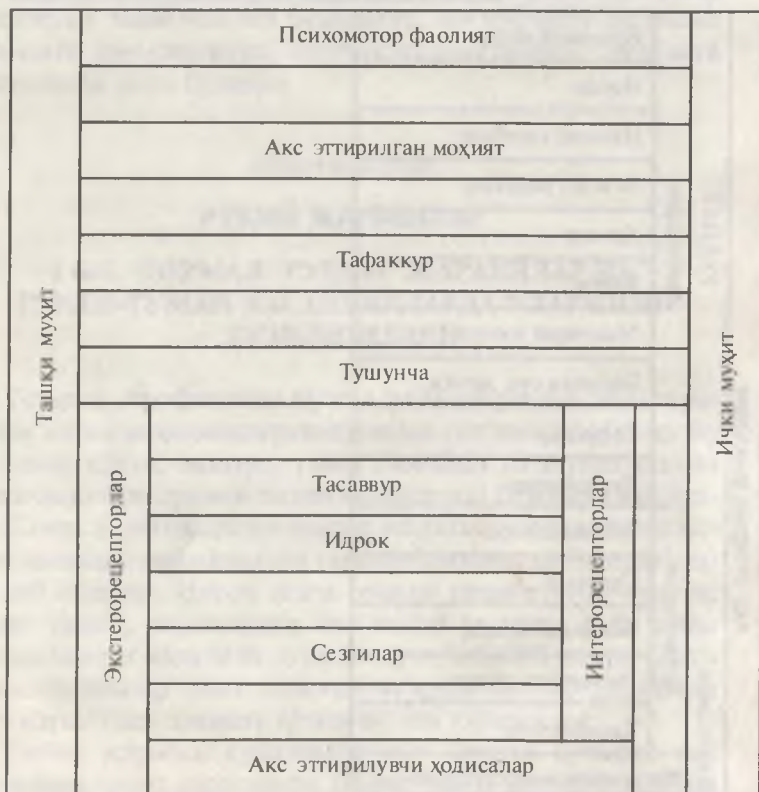 Психомотор фаолият
Акс эттирилган моҳият
Тафаккур
Ташқи муҳит
Ички муҳит
Тушунча
Экстерорецепторлар
Тасаввур
Идрок
Сезгилар
Интерорецепторлар
Акс эттирилувчи ҳодисалар